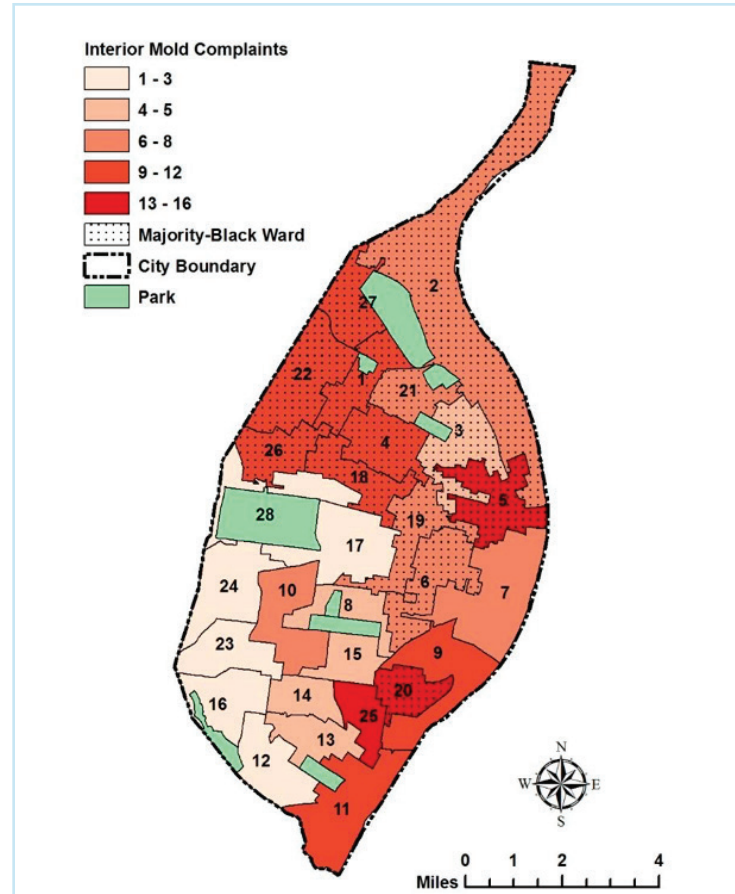 Interior Mold Complaints
1 - 3
4 - 5
6 - 8
9 - 12
13 - 16
Majority-Black Ward
City Boundary
Park
2
27
22
1
21
3
4
26
18
5
28
19
17
24
10
6
7
8
23
9
15
20
16
14
25
13
12
11
N
W E
S
0 1 2 4
Miles